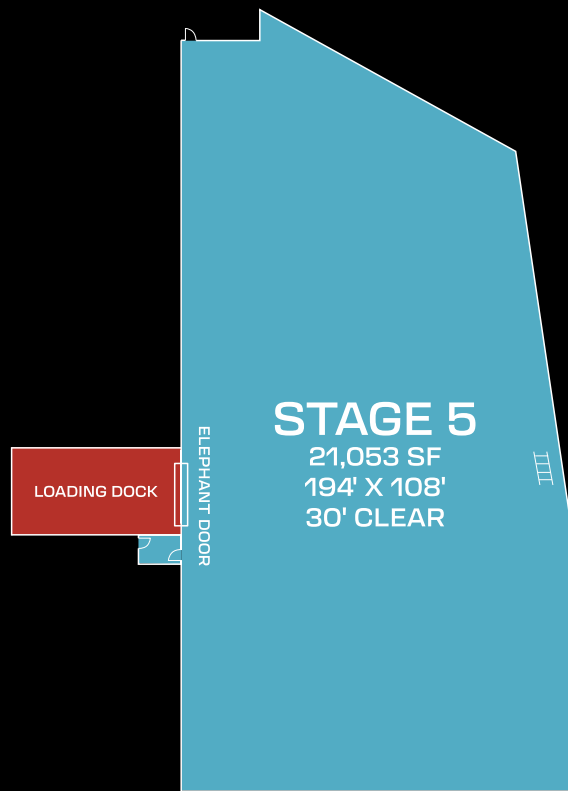 STAGE 5
21,053 SF
194' X 108'
30' CLEAR
ELEPHANT DOOR
LOADING DOCK